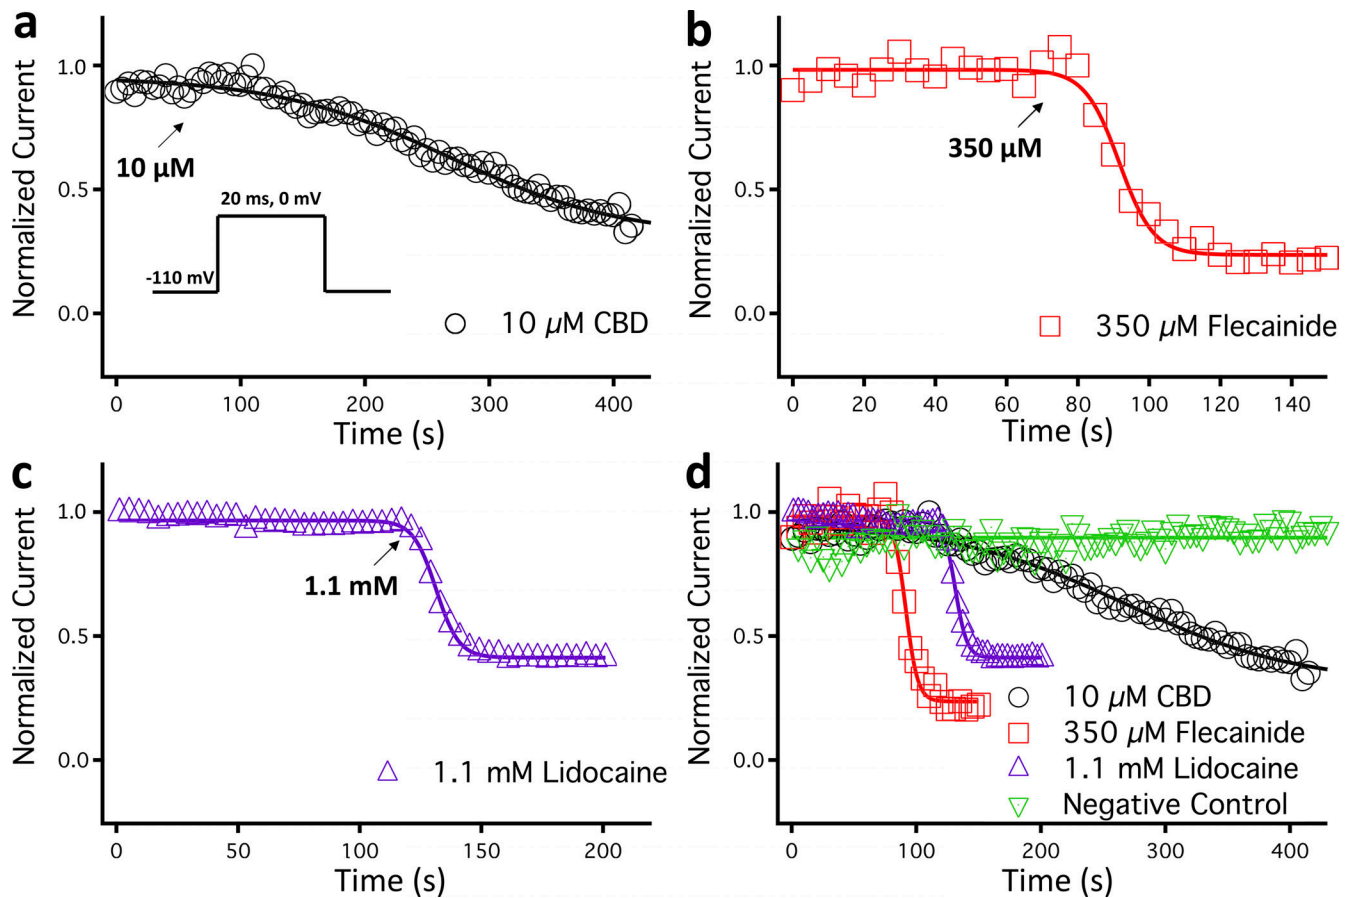 a
Normalized Current
1.0
0.5
0.0
10 µM
20 ms, 0 mV
-110 mV
10 µM CBD
0 100 200 300 400
Time (s)
b
Nomralized Current
1.0
0.5
0.0
350 µM
350 µM Flecainide
0 20 40 60 80 100 120 140
Time (s)
c
Normalized Current
1.0
0.5
0.0
1.1 mM
1.1 mM Lidocaine
0 50 100 150 200
Time (s)
d
Normalized Current
1.0
0.5
0.0
10 µM CBD
350 µM Flecainide
1.1 mM Lidocaine
Negative Control
0 100 200 300 400
Time (s)